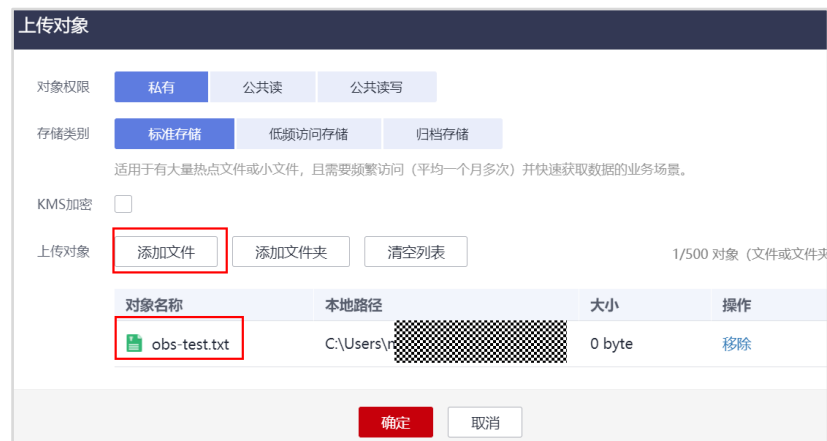 上传对象
对象权限 私有 公共读 公共读写
存储类别 标准存储 低频访问存储 归档存储
适用于有大量热点文件或小文件，且需要频繁访问（平均一个月多次）并快速获取数据的业务场景。
KMS加密
上传对象 添加文件 添加文件夹 清空列表 1/500 对象（文件或文件夹
对象名称 本地路径 大小 操作
obs-test.txt C:\Users\ 0 byte 移除
确定 取消